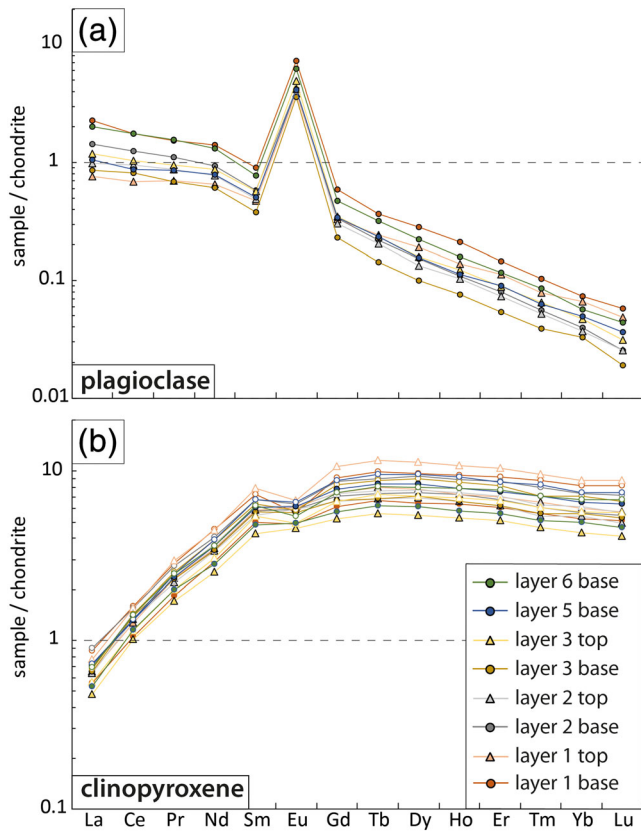 (a)
10
1
0.1
0.01
sample / chondrite
plagioclase
(b)
10
1
0.1
sample / chondrite
clinopyroxene
layer 6 base
layer 5 base
layer 3 top
layer 3 base
layer 2 top
layer 2 base
layer 1 top
layer 1 base
La Ce Pr Nd Sm Eu Gd Tb Dy Ho Er Tm Yb Lu